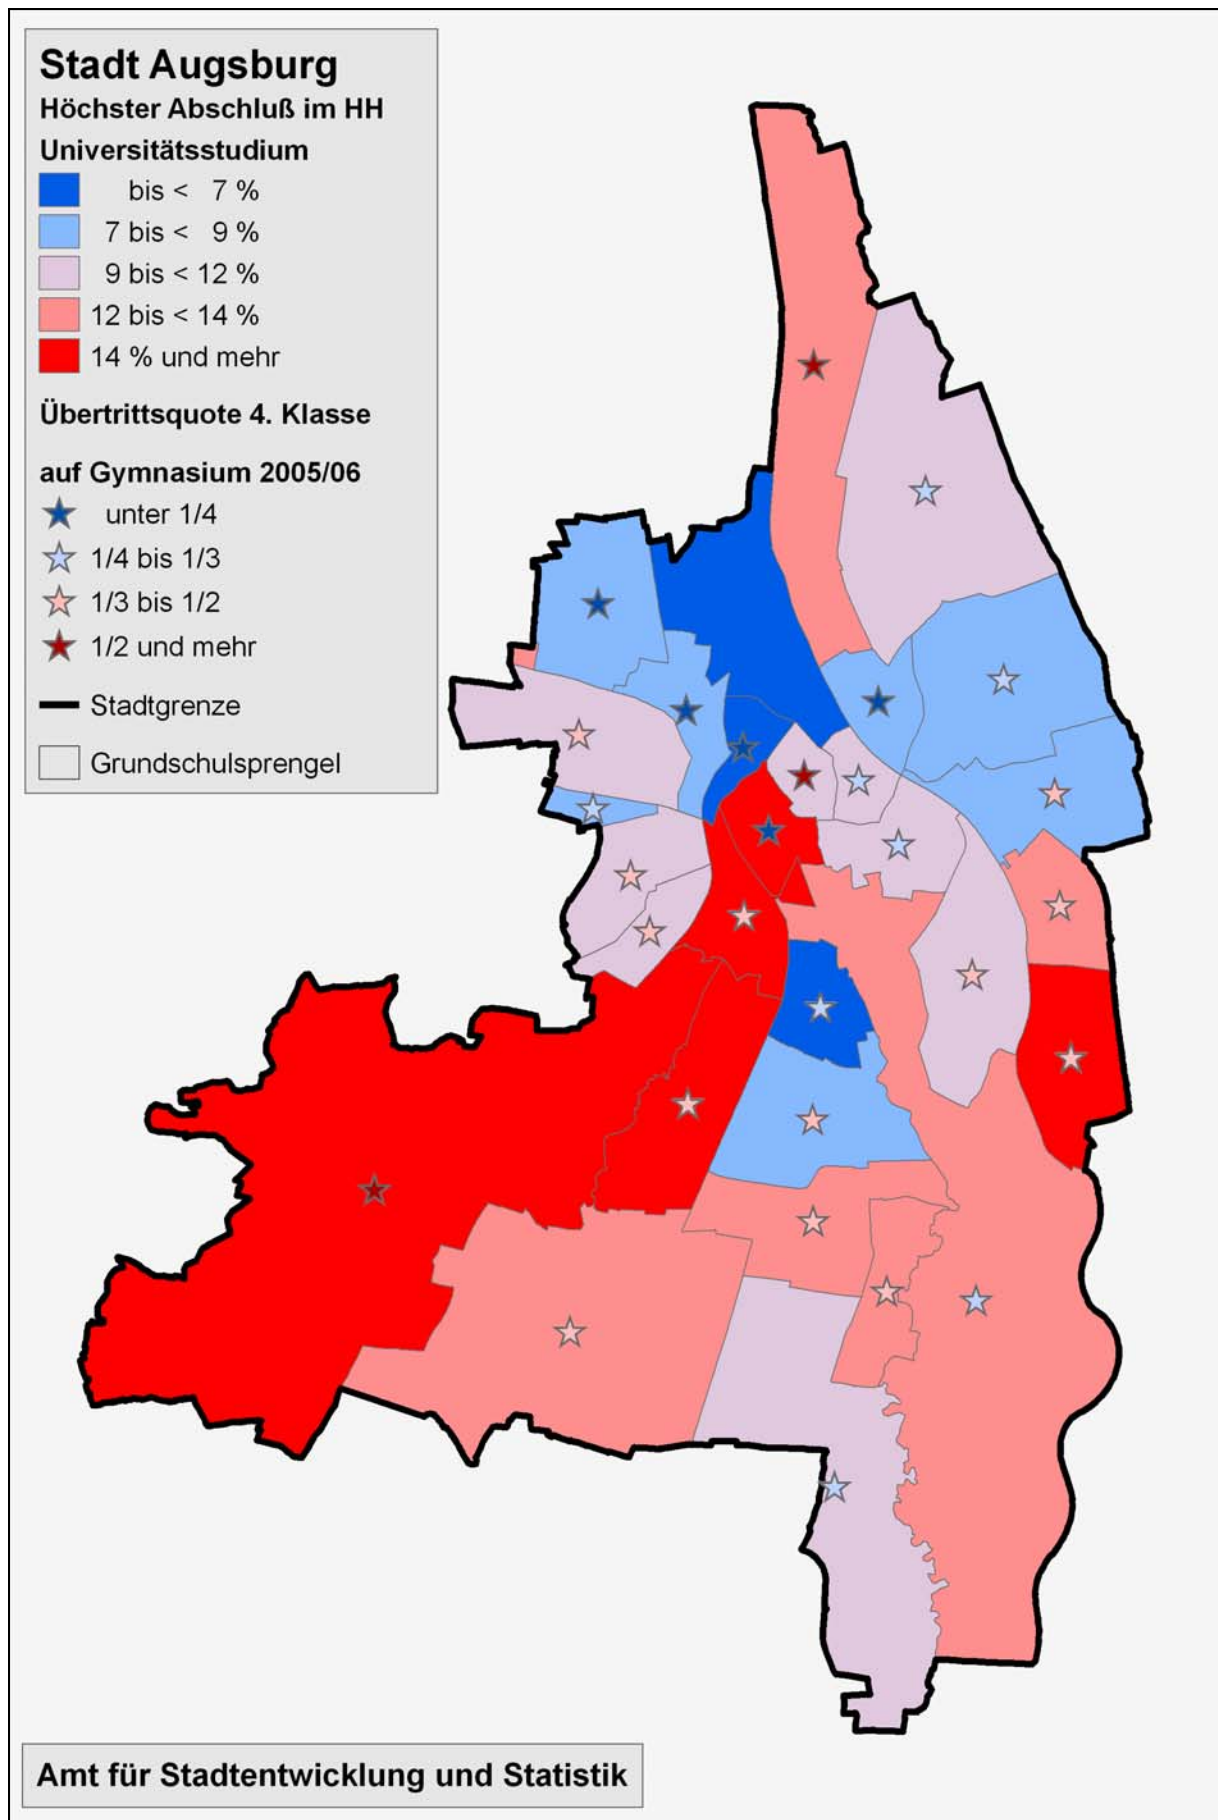 Stadt Augsburg
Höchster Abschluß im HH
Universitätsstudium
bis < 7 %
7 bis < 9 %
9 bis < 12 %
12 bis < 14 %
14 % und mehr
Übertrittsquote 4. Klasse
auf Gymnasium 2005/06
unter 1/4
1/4 bis 1/3
1/3 bis 1/2
1/2 und mehr
Stadtgrenze
Grundschulsprengel
Amt für Stadtentwicklung und Statistik